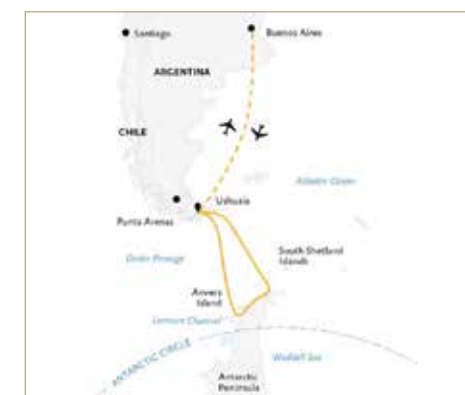 Santiago
Buenos Aires
ARGENTINA
CHILE
Atlantic Ocean
Ushuaia
Punta Arenas
South Shetland
Islands
Drake Passage
Anvers
Island
Lemaire Channel
ANTARCTIC CIRCLE
Weddell Sea
Antarctic
Peninsula